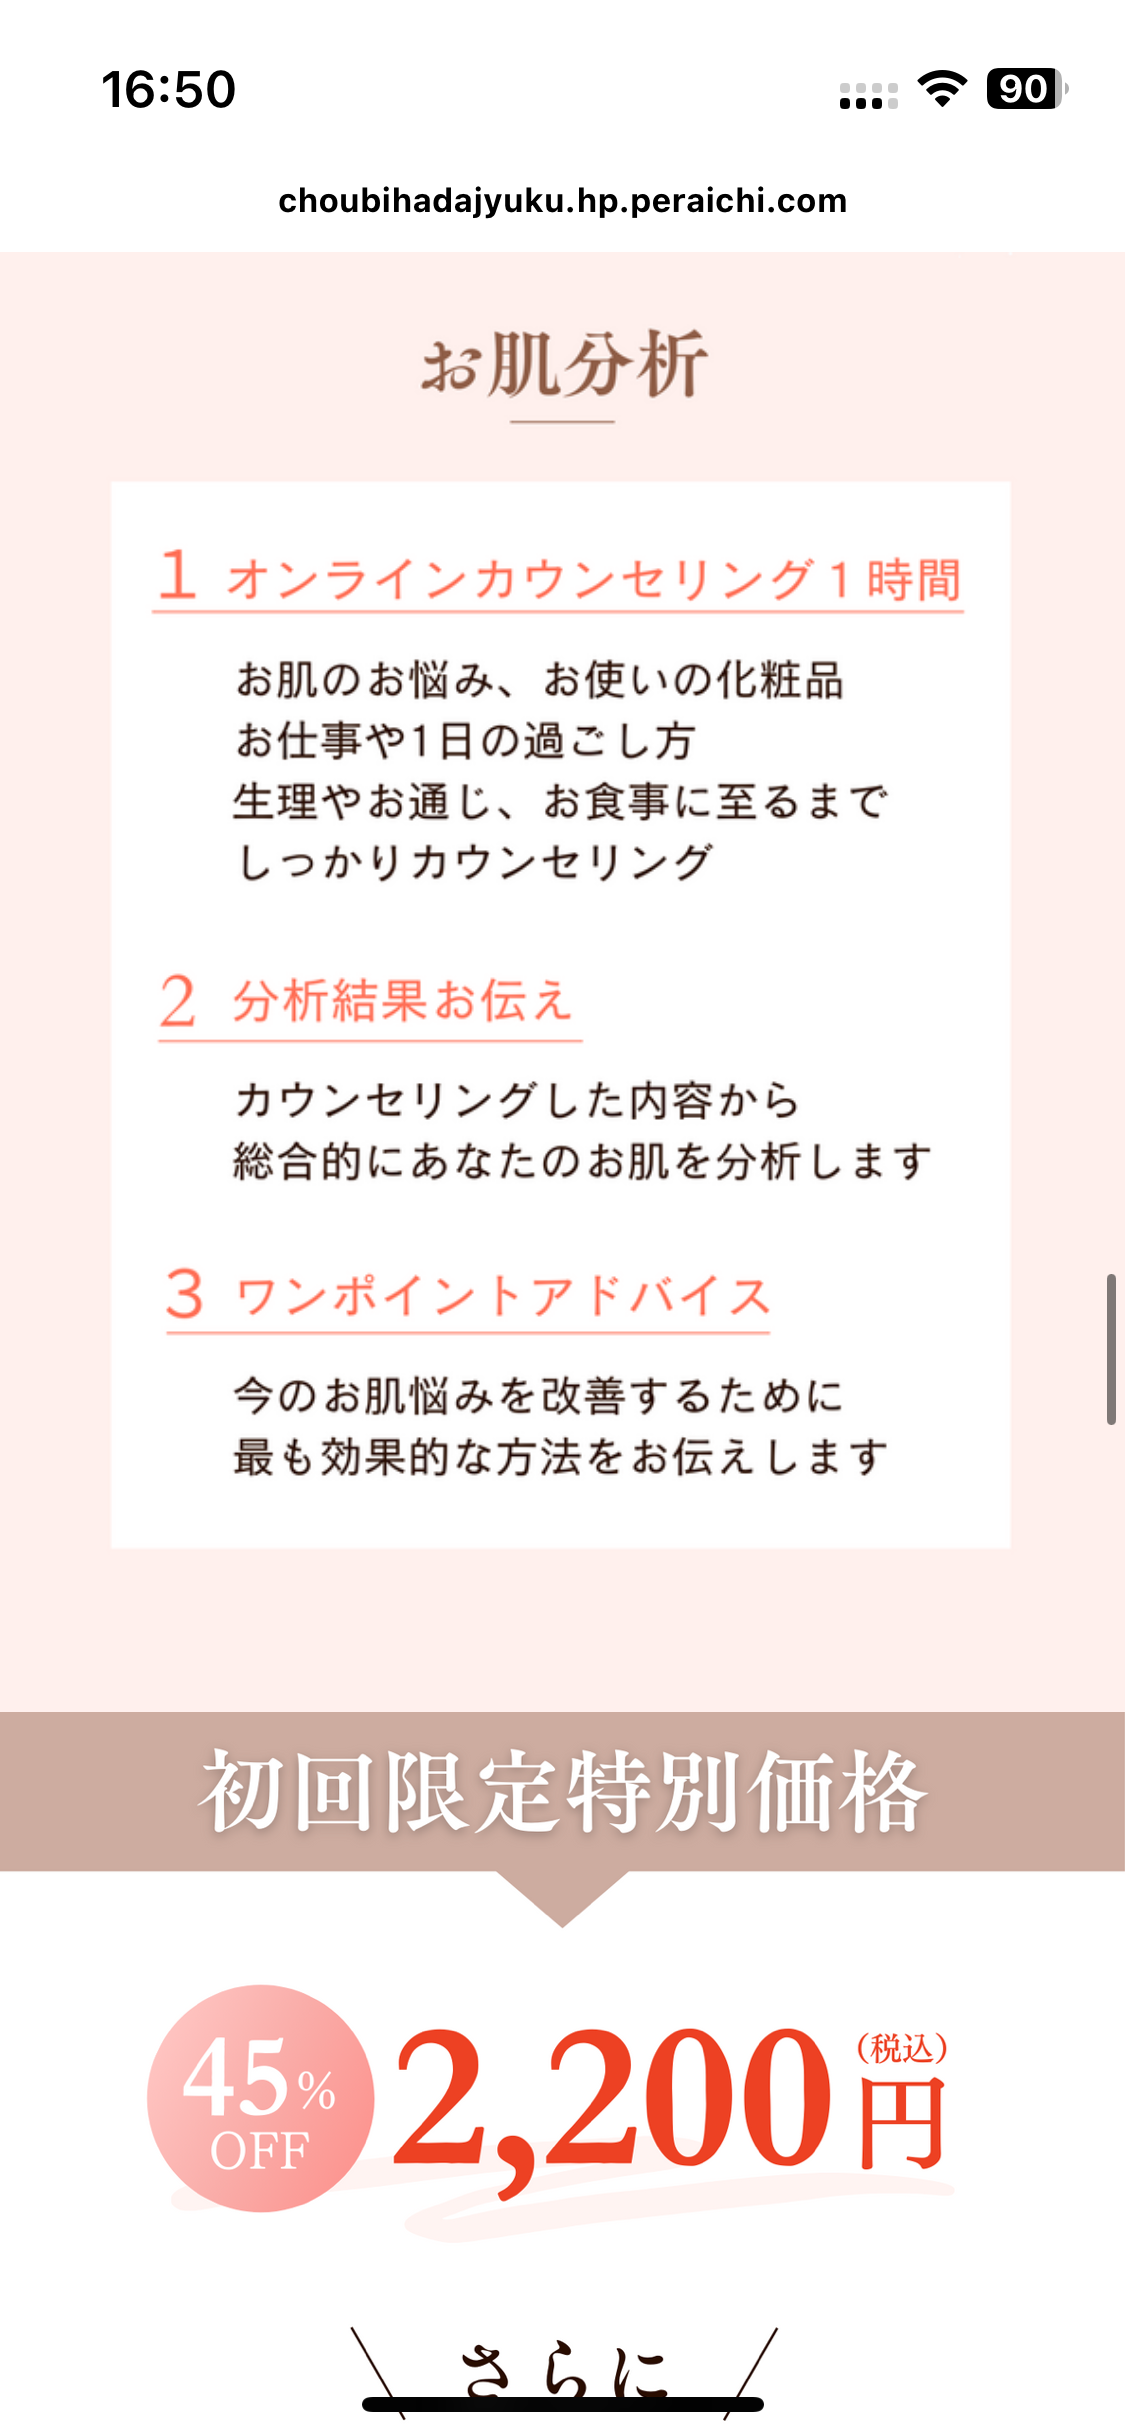 16:50
90
choubihadajyuku.hp.peraichi.com
お肌分析
1 オンラインカウンセリング１時間
お肌のお悩み、お使いの化粧品
お仕事や1日の過ごし方
生理やお通じ、お食事に至るまで
しっかりカウンセリング
2 分析結果お伝え
カウンセリングした内容から
総合的にあなたのお肌を分析します
3 ワンポイントアドバイス
今のお肌悩みを改善するために
最も効果的な方法をお伝えします
初回限定特別価格
45%
OFF
2,200円
(税込)
さらに